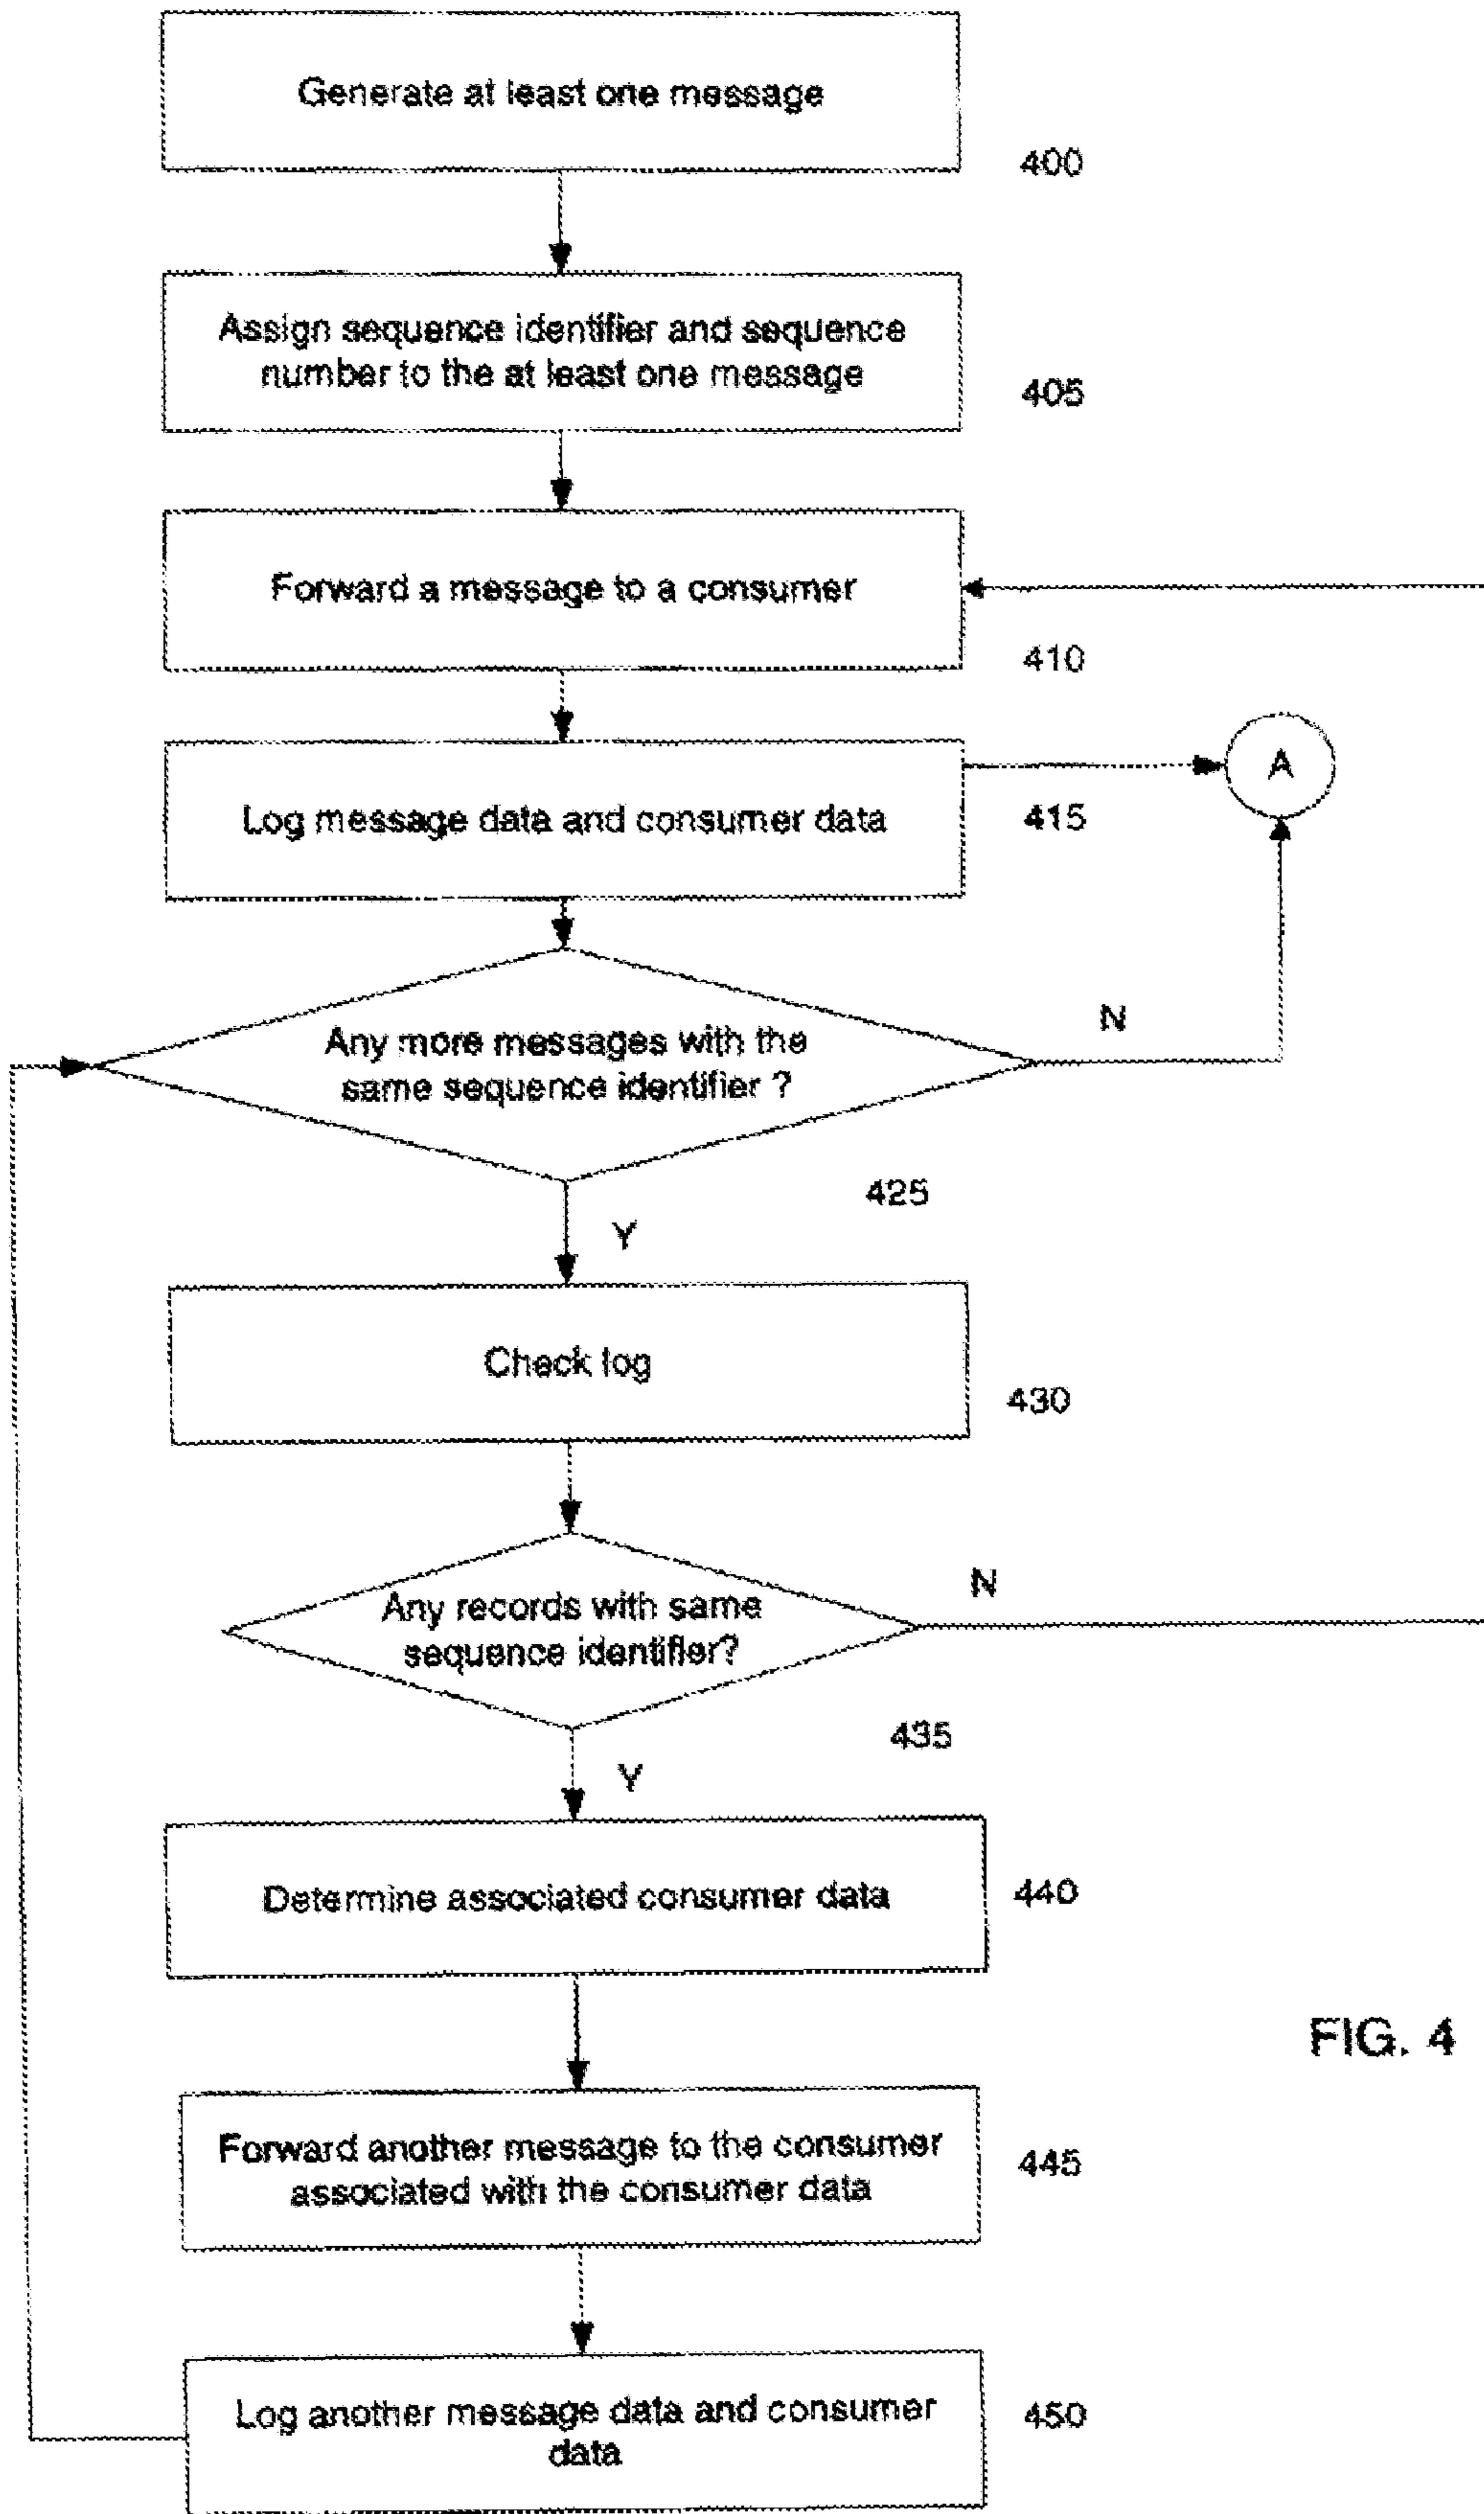 Generate at least one message
400
Assign sequence identifier and sequence
number to the at least one message
405
Forward a message to a consumer
410
A
Log message data and consumer data
415
N
Any more messages with the
same sequence identifier ?
425
Y
Check log
430
N
Any records with same
sequence identifier?
435
Y
Determine associated consumer data
440
FIG. 4
Forward another message to the consumer
associated with the consumer data
445
Log another message data and consumer
data
450